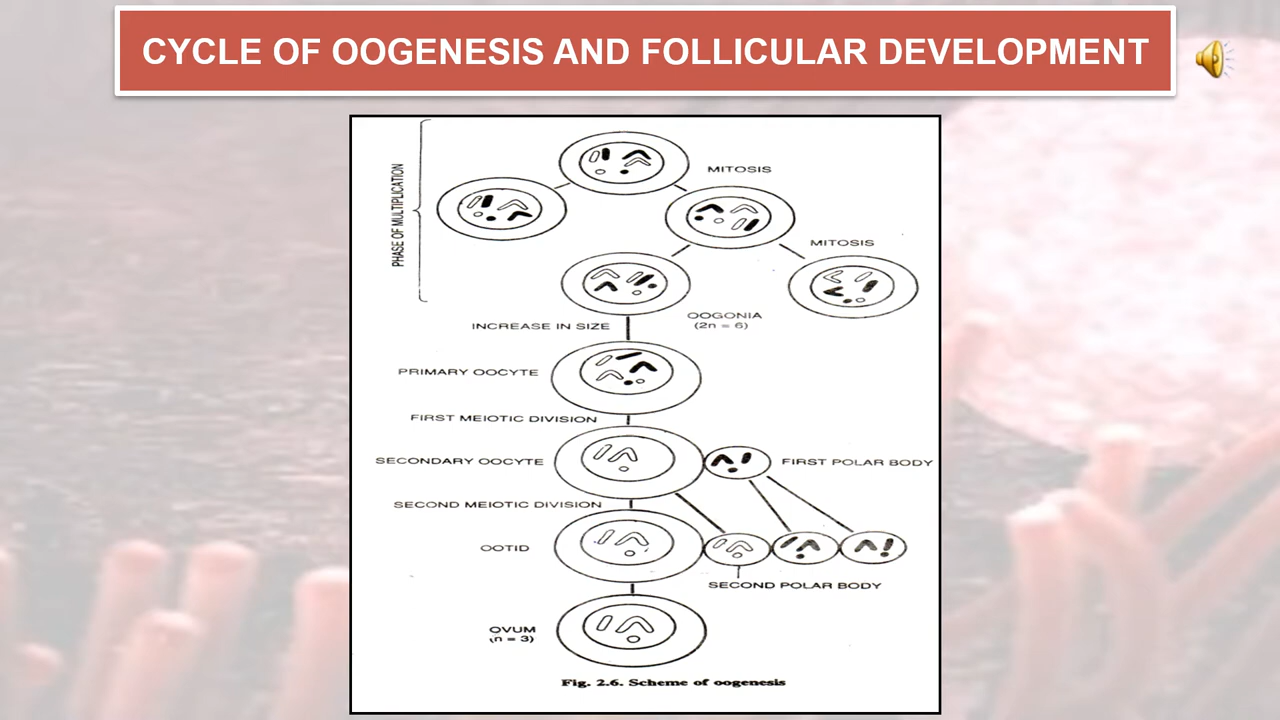 CYCLE OF OOGENESIS AND FOLLICULAR DEVELOPMENT
PHASE OF MULTIPLICATION
MITOSIS
MITOSIS
OOGONIA
(2n = 6)
INCREASE IN SIZE
PRIMARY OOCYTE
FIRST MEIOTIC DIVISION
SECONDARY OOCYTE
FIRST POLAR BODY
SECOND MEIOTIC DIVISION
OOTID
SECOND POLAR BODY
OVUM
(n = 3)
Fig. 2.6. Scheme of oogenesis